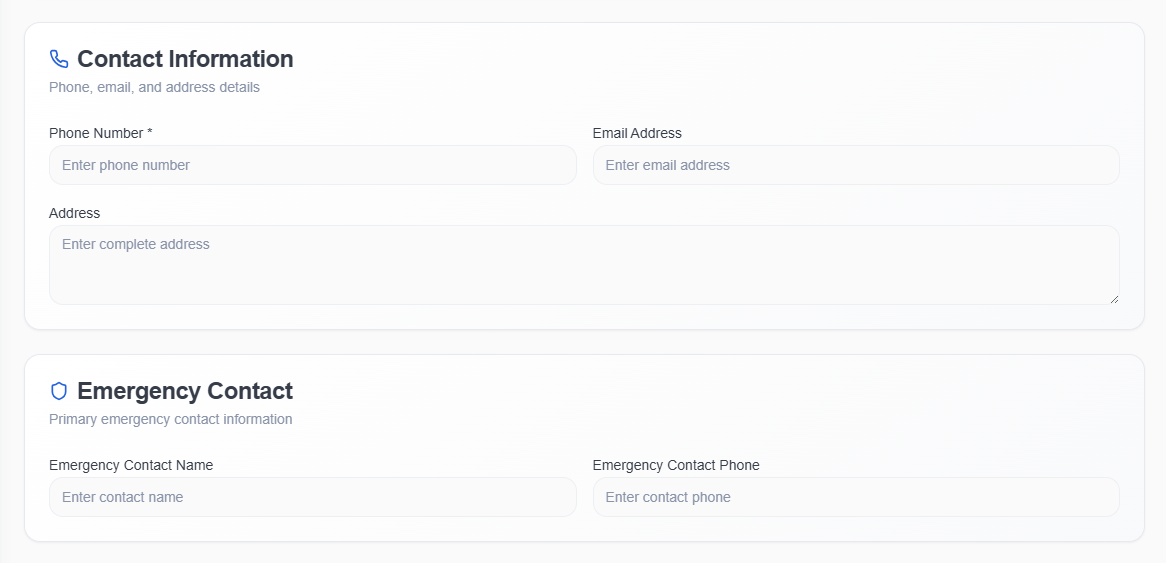 Contact Information
Phone, email, and address details
Phone Number *
Email Address
Enter phone number
Enter email address
Address
Enter complete address
Emergency Contact
Primary emergency contact information
Emergency Contact Name
Emergency Contact Phone
Enter contact name
Enter contact phone